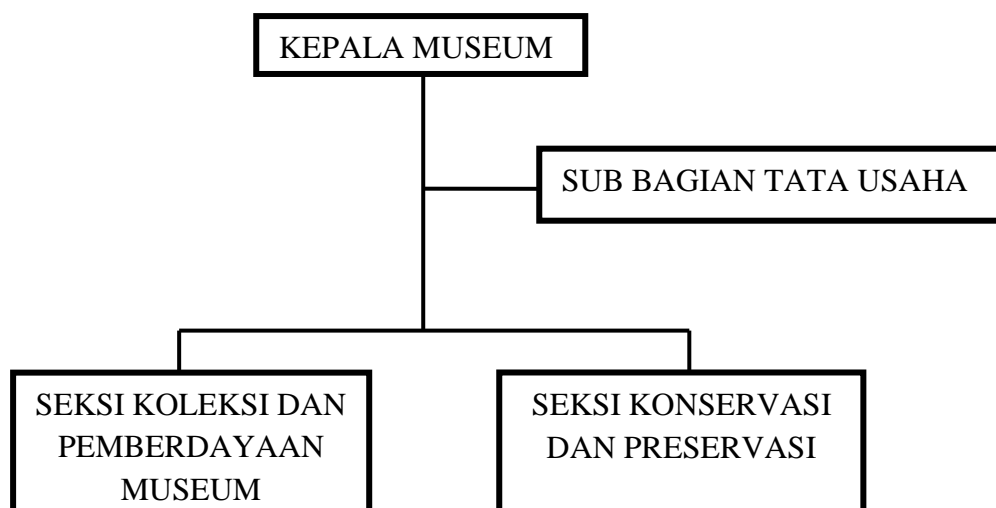 KEPALA MUSEUM
SUB BAGIAN TATA USAHA
SEKSI KOLEKSI DAN
PEMBERDAYAAN
MUSEUM
SEKSI KONSERVASI
DAN PRESERVASI